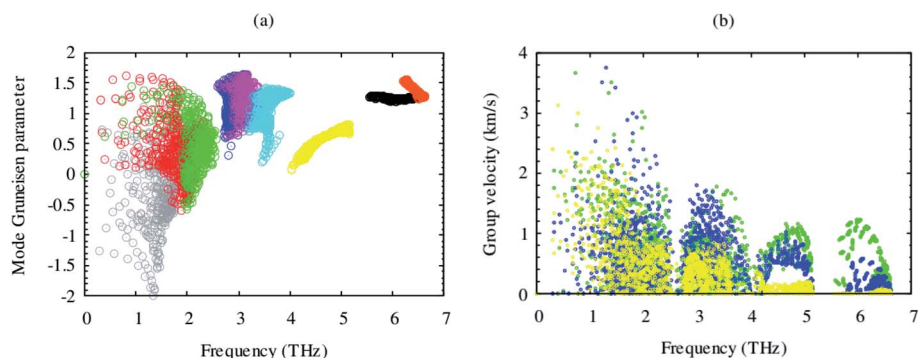 (a)
Mode Gruneisen parameter
2
1.5
1
0.5
0
-0.5
-1
-1.5
-2
0 1 2 3 4 5 6 7
Frequency (THz)
(b)
Group velocity (km/s)
4
3
2
1
0
0 1 2 3 4 5 6 7
Frequency (THz)